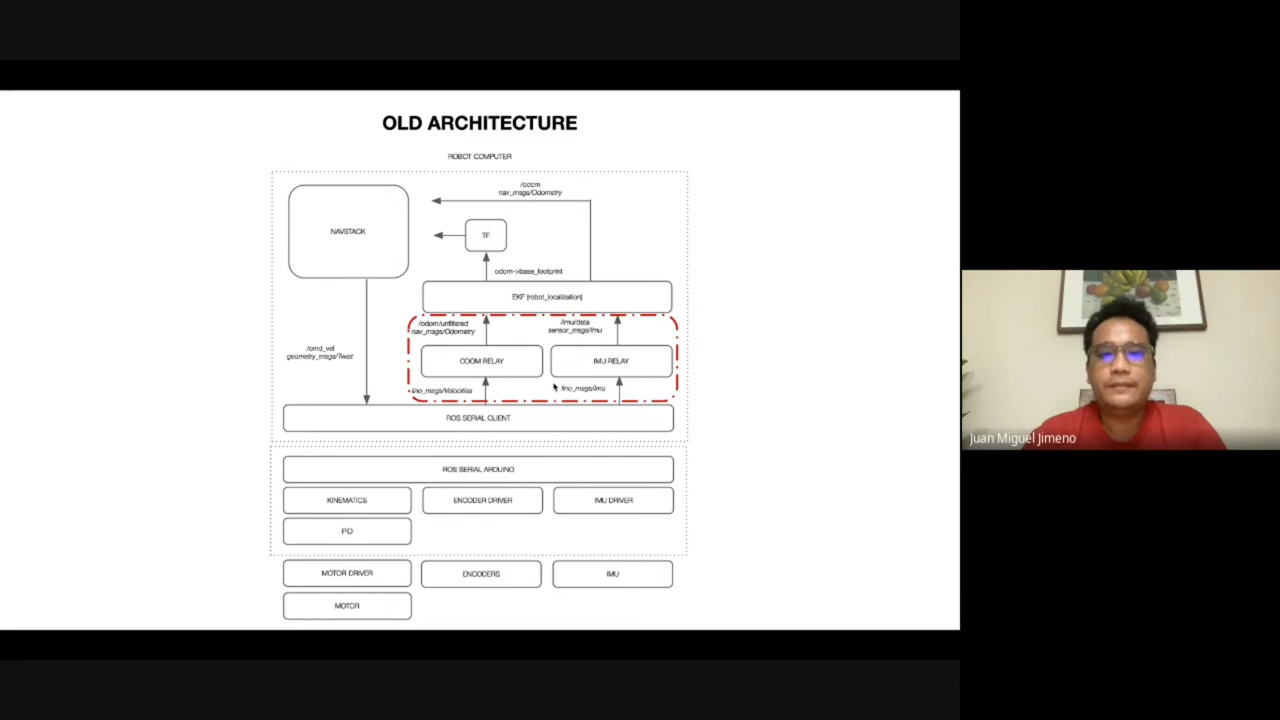 OLD ARCHITECTURE
ROBOT COMPUTER
/odom
nav_msgs/Odometry
NAVSTACK
TF
odom->base_footprint
EKF [robot_localization]
/odom/unfiltered
nav_msgs/Odometry
/imu/data
sensor_msgs/Imu
/cmd_vel
geometry_msgs/Twist
ODOM RELAY
IMU RELAY
lino_msgs/Velocities
lino_msgs/Imu
ROS SERIAL CLIENT
ROS SERIAL ARDUINO
KINEMATICS
ENCODER DRIVER
IMU DRIVER
PID
MOTOR DRIVER
ENCODERS
IMU
MOTOR
Juan Miguel Jimeno